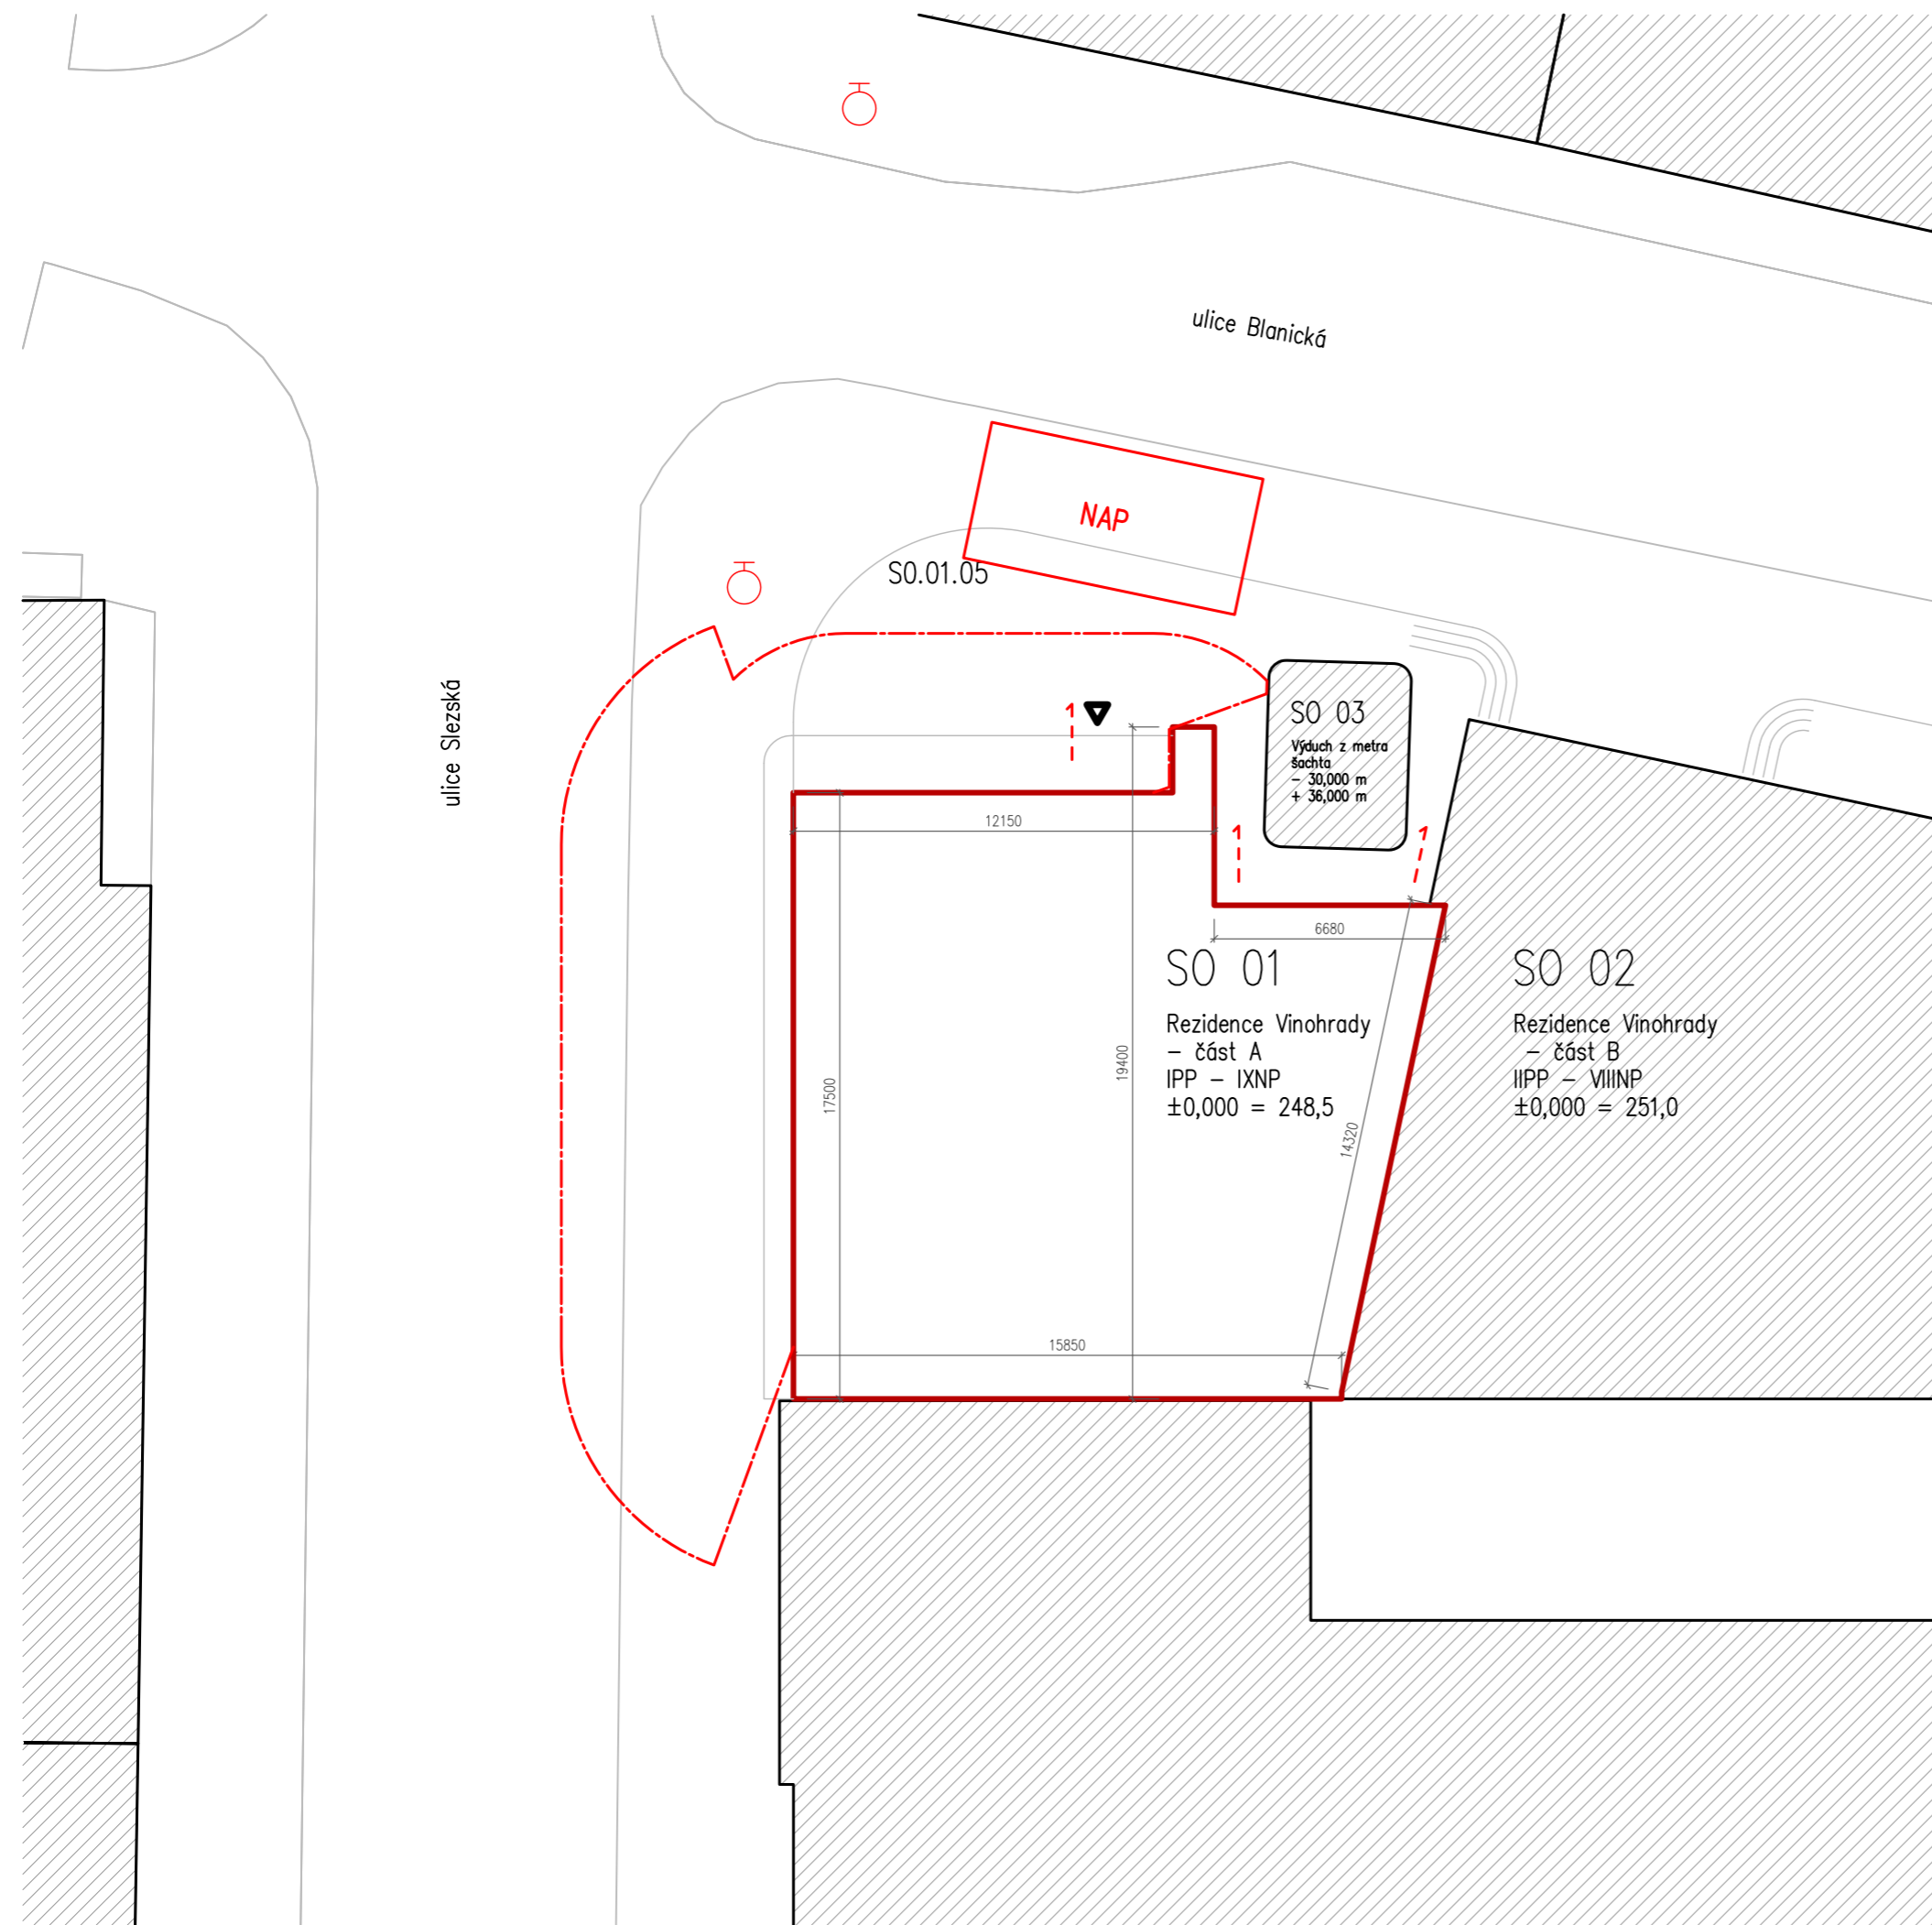 ulice Blanická
NAP
S0.01.05
ulice Slezská
1
SO 03
Výduch z metra
šachta
- 30,000 m
+ 36,000 m
12150
1
1
6680
SO 01
Rezidence Vinohrady
- část A
IPP - IXNP
±0,000 = 248,5
SO 02
Rezidence Vinohrady
- část B
IIPP - VIIINP
±0,000 = 251,0
17500
19400
14320
15850